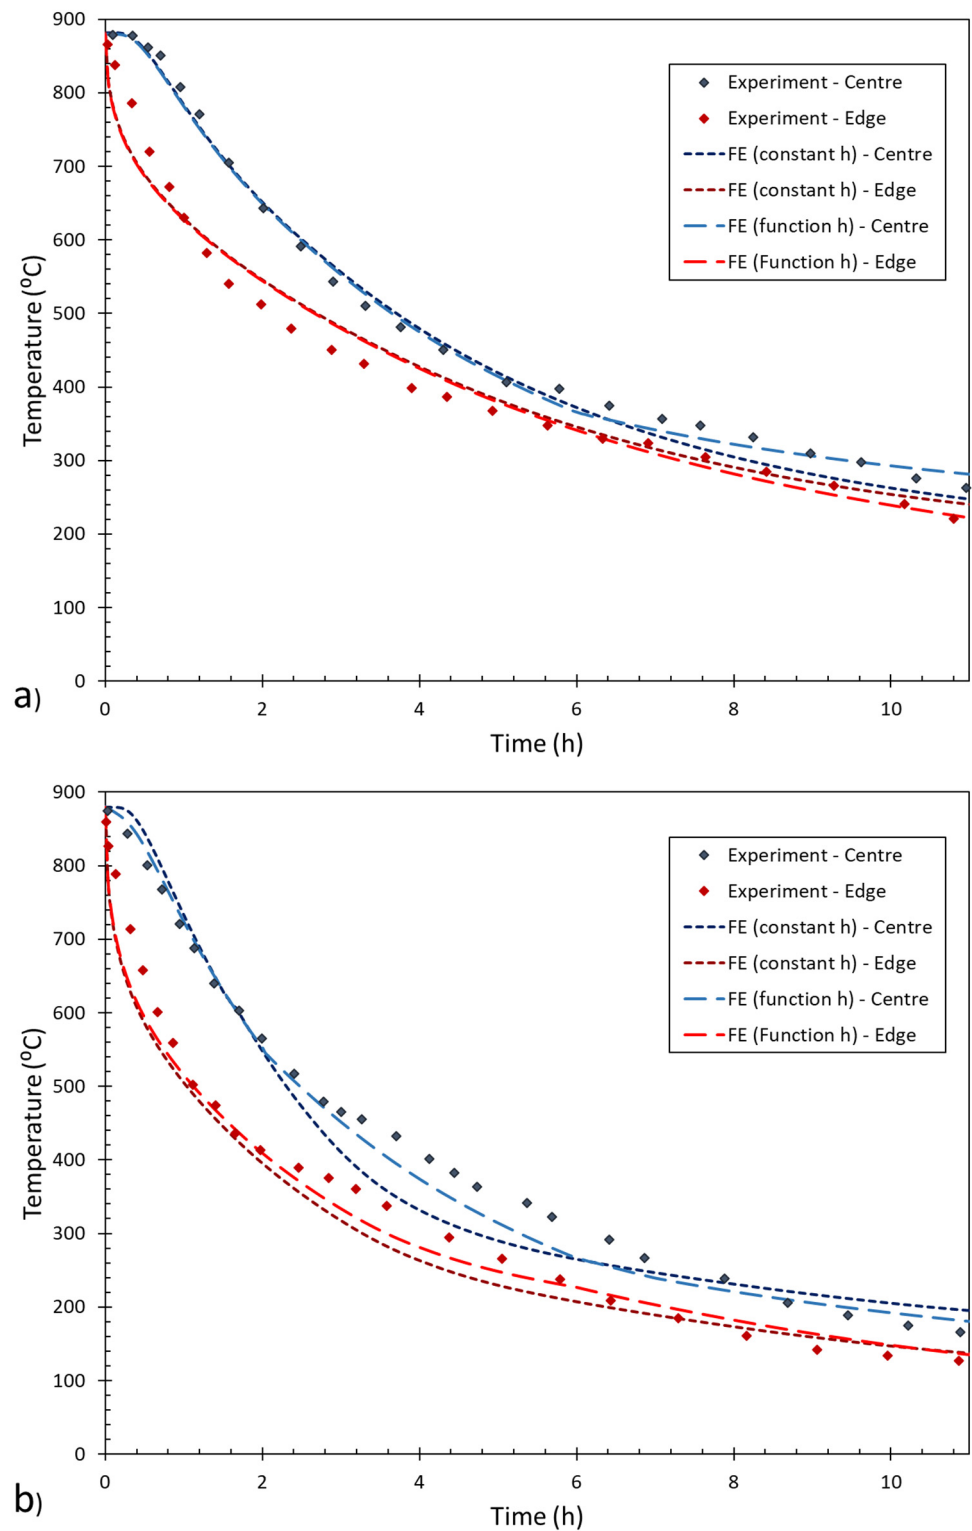 900
800
700
600
500
400
300
200
100
0
Temperature (⁰C)
Experiment - Centre
Experiment - Edge
FE (constant h) - Centre
FE (constant h) - Edge
FE (function h) - Centre
FE (Function h) - Edge
0 2 4 6 8 10
Time (h)
a)
900
800
700
600
500
400
300
200
100
0
Temperature (⁰C)
Experiment - Centre
Experiment - Edge
FE (constant h) - Centre
FE (constant h) - Edge
FE (function h) - Centre
FE (Function h) - Edge
0 2 4 6 8 10
Time (h)
b)